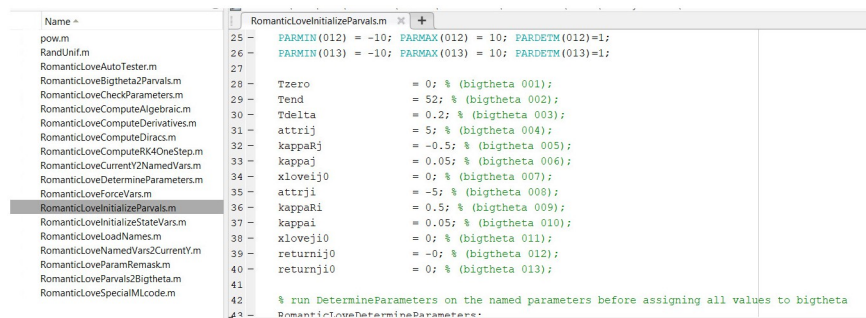 Name
pow.m
RandUnif.m
RomanticLoveAutoTester.m
RomanticLoveBigtheta2Parvals.m
RomanticLoveCheckParameters.m
RomanticLoveComputeAlgebraic.m
RomanticLoveComputeDerivatives.m
RomanticLoveComputeDiracs.m
RomanticLoveComputeRK4OneStep.m
RomanticLoveCurrentY2NamedVars.m
RomanticLoveDetermineParameters.m
RomanticLoveForceVars.m
RomanticLoveInitializeParvals.m
RomanticLoveInitializeStateVars.m
RomanticLoveLoadNames.m
RomanticLoveNamedVars2CurrentY.m
RomanticLoveParamRemask.m
RomanticLoveParvals2Bigtheta.m
RomanticLoveSpecialMLcode.m
RomanticLoveInitializeParvals.m × +
25 – PARMIN(012) = -10; PARMAX(012) = 10; PARDETM(012)=1;
26 – PARMIN(013) = -10; PARMAX(013) = 10; PARDETM(013)=1;
27
28 – Tzero = 0; % (bigtheta 001);
29 – Tend = 52; % (bigtheta 002);
30 – Tdelta = 0.2; % (bigtheta 003);
31 – attrij = 5; % (bigtheta 004);
32 – kappaRj = -0.5; % (bigtheta 005);
33 – kappaj = 0.05; % (bigtheta 006);
34 – xloveij0 = 0; % (bigtheta 007);
35 – attrji = -5; % (bigtheta 008);
36 – kappaRi = 0.5; % (bigtheta 009);
37 – kappai = 0.05; % (bigtheta 010);
38 – xloveji0 = 0; % (bigtheta 011);
39 – returnij0 = -0; % (bigtheta 012);
40 – returnji0 = 0; % (bigtheta 013);
41
42 % run DetermineParameters on the named parameters before assigning all values to bigtheta
43 – RomanticLoveDetermineParameters;